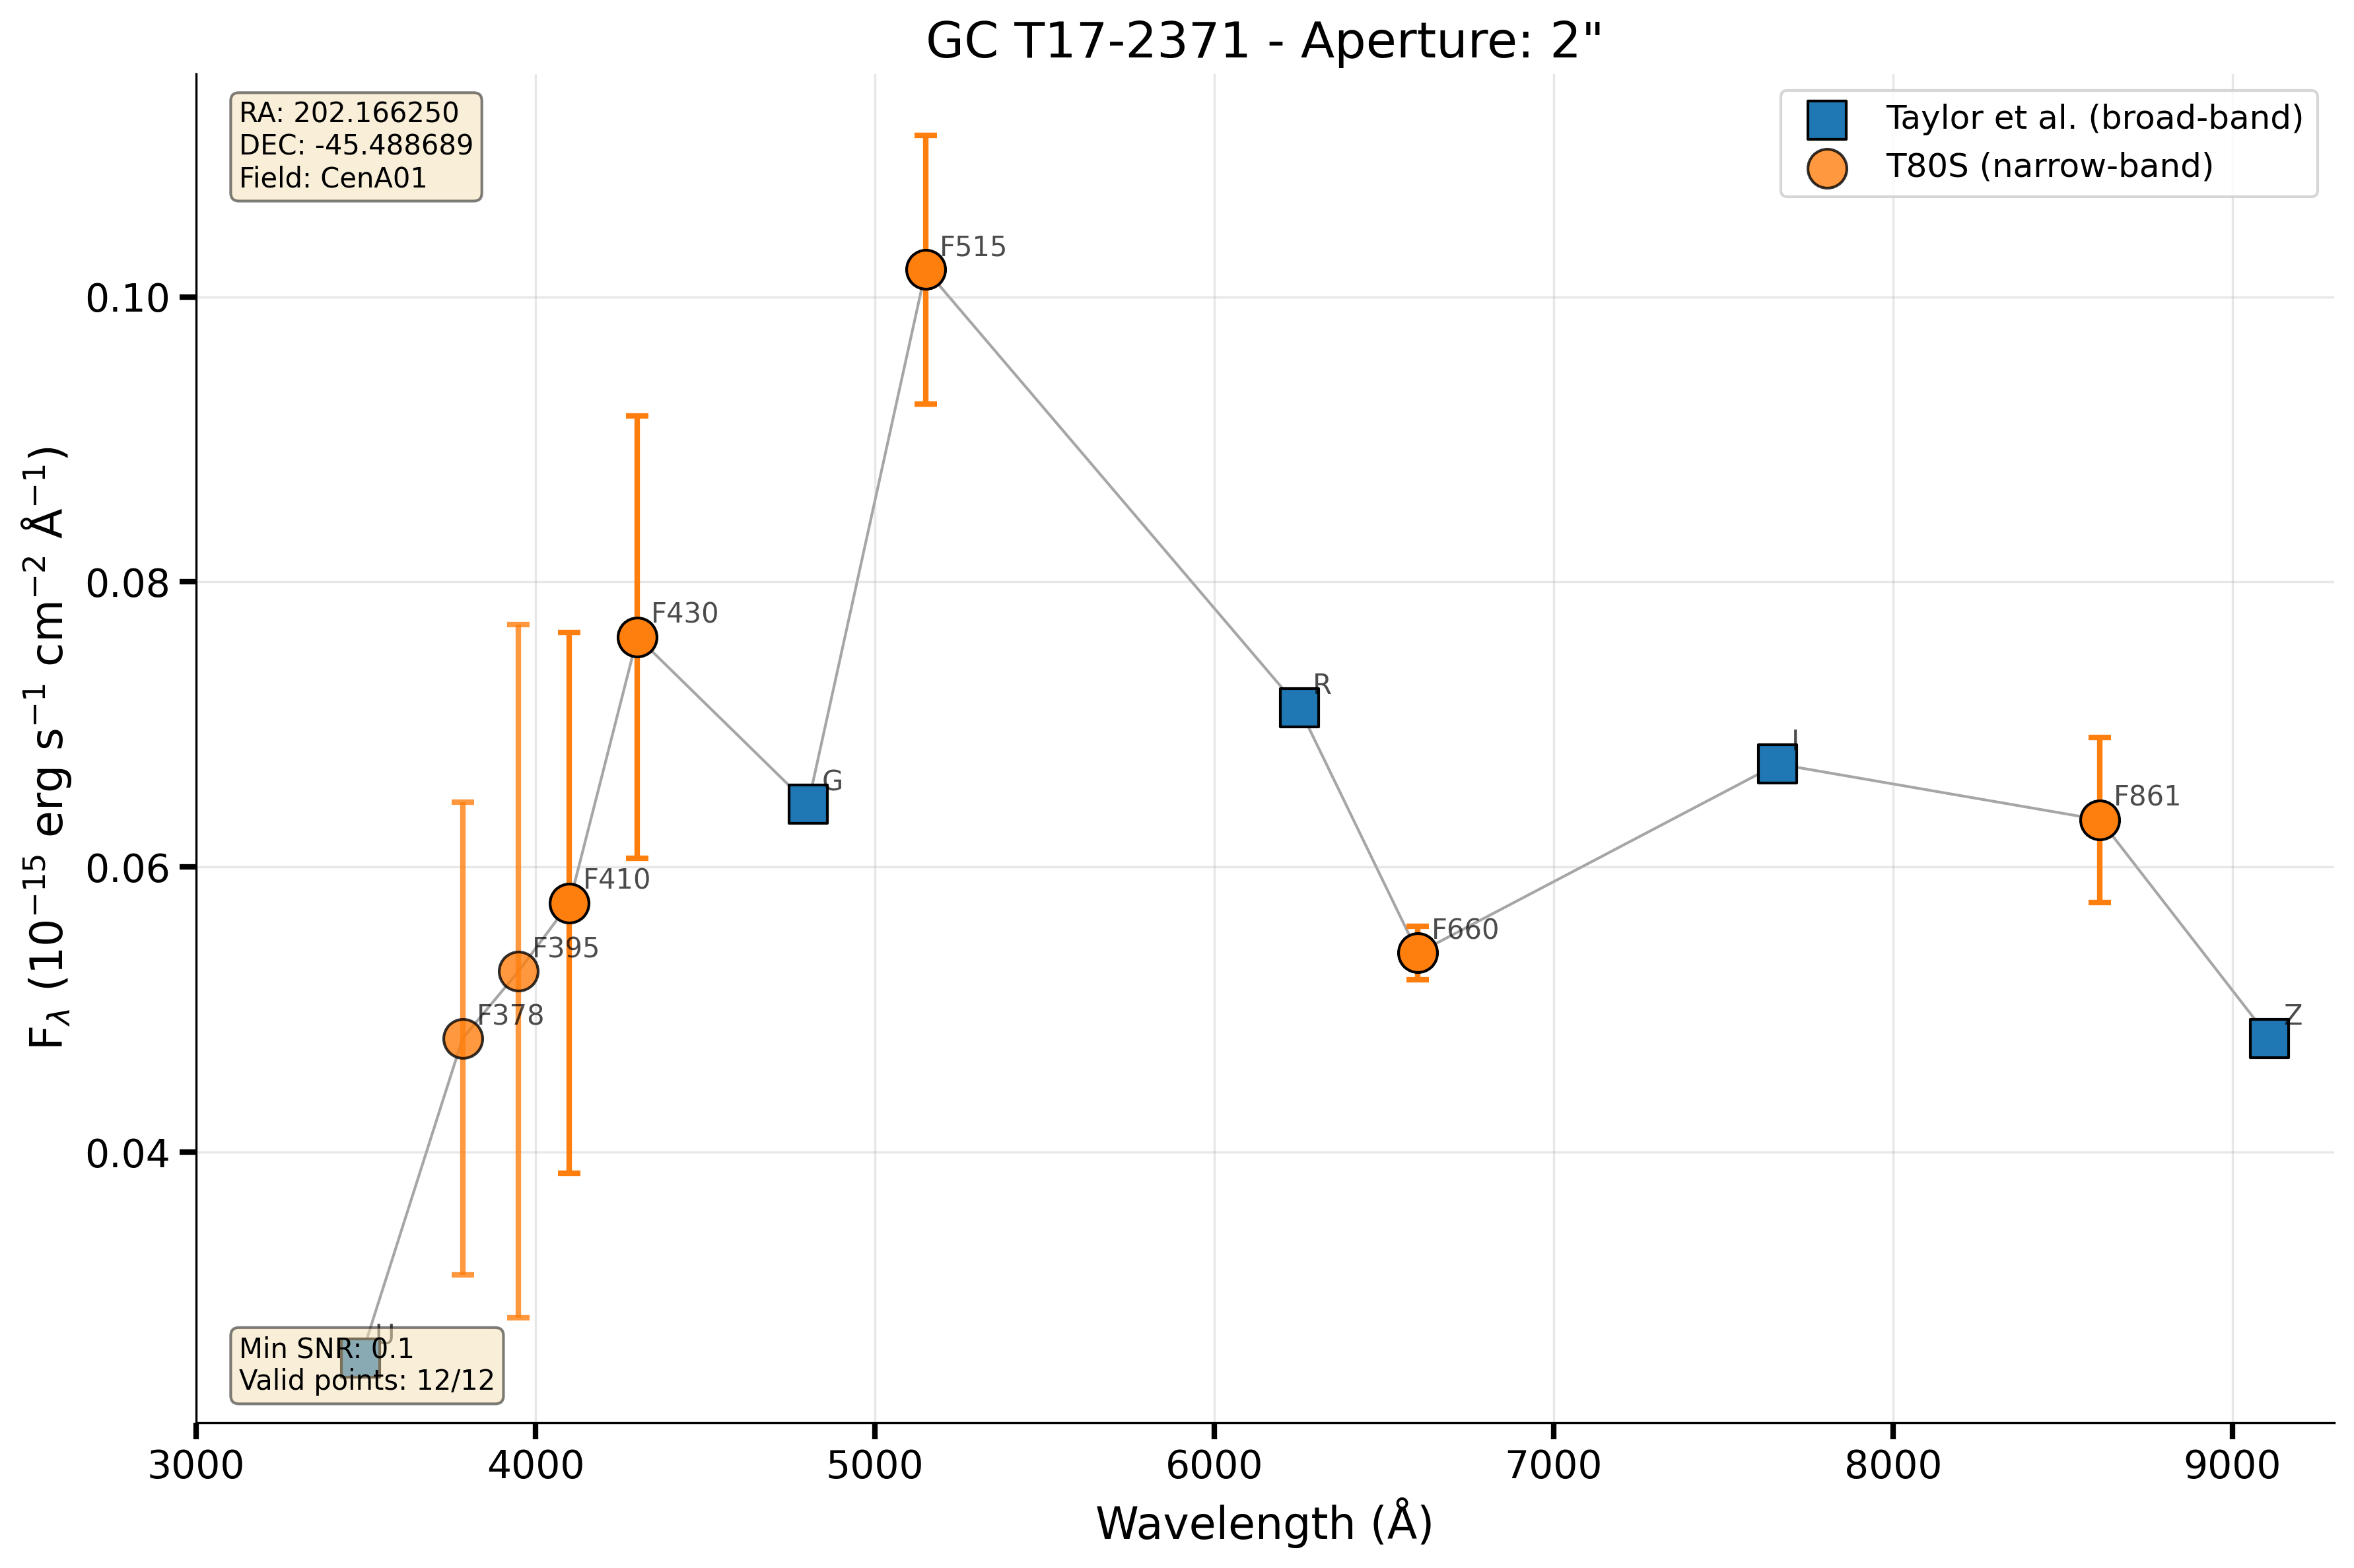 GC T17-2371 - Aperture: 2"
RA: 202.166250
DEC: -45.488689
Field: CenA01
Taylor et al. (broad-band)
T80S (narrow-band)
F515
F430
R
I
G
F861
F410
F660
F395
F378
Z
U
Min SNR: 0.1
Valid points: 12/12
0.10
0.08
0.06
0.04
F_λ (10⁻¹⁵ erg s⁻¹ cm⁻² Å⁻¹)
3000 4000 5000 6000 7000 8000 9000
Wavelength (Å)